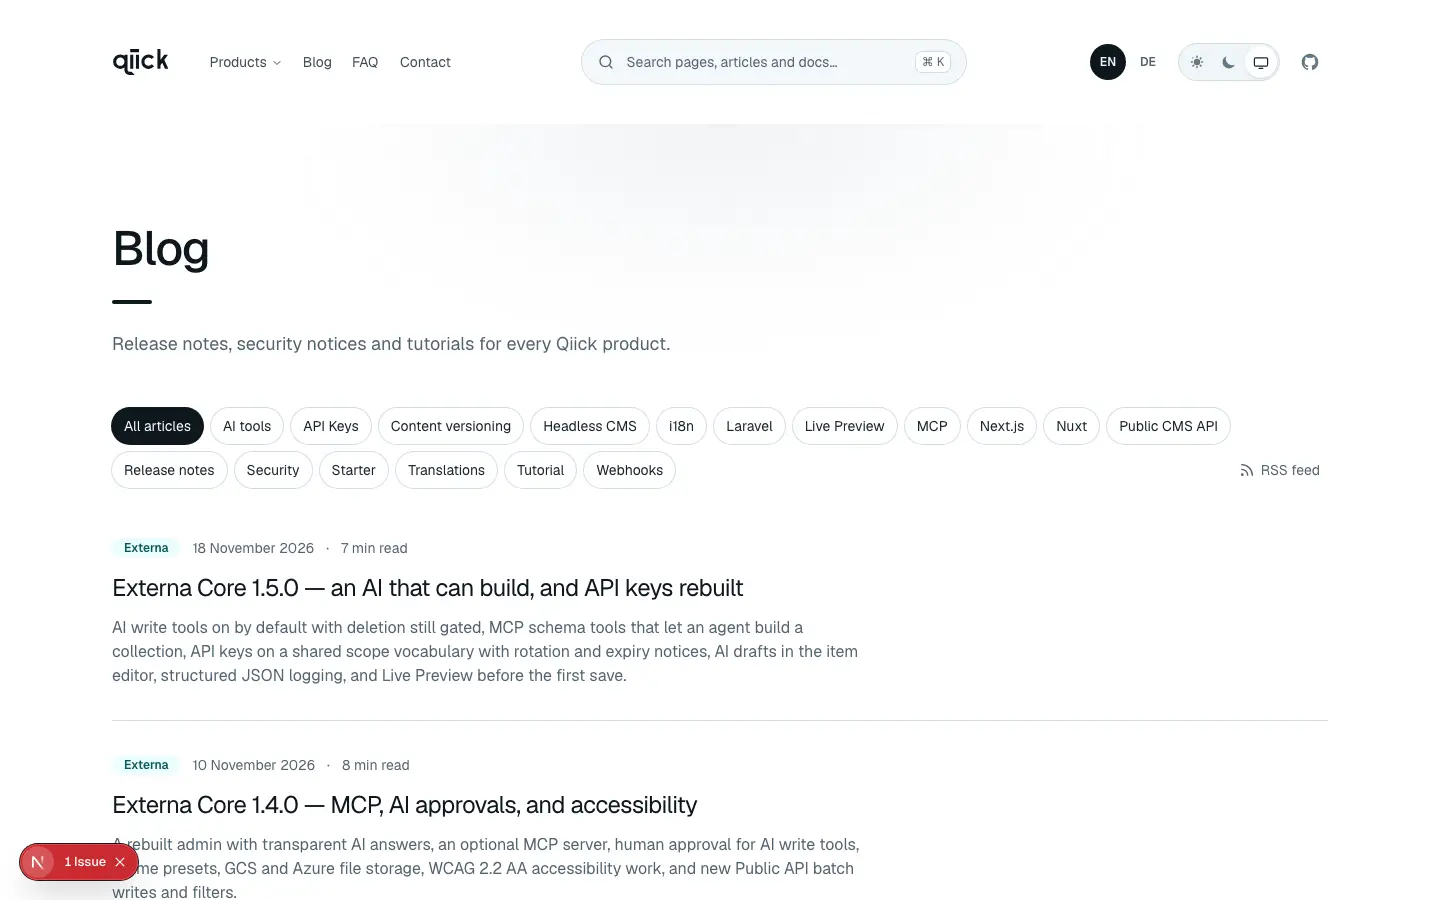 qiick
Products
Blog
FAQ
Contact
Search pages, articles and docs...
⌘ K
EN
DE
Blog
Release notes, security notices and tutorials for every Qiick product.
All articles
AI tools
API Keys
Content versioning
Headless CMS
i18n
Laravel
Live Preview
MCP
Next.js
Nuxt
Public CMS API
Release notes
Security
Starter
Translations
Tutorial
Webhooks
RSS feed
Externa 18 November 2026 · 7 min read
Externa Core 1.5.0 — an AI that can build, and API keys rebuilt
AI write tools on by default with deletion still gated, MCP schema tools that let an agent build a
collection, API keys on a shared scope vocabulary with rotation and expiry notices, AI drafts in the item
editor, structured JSON logging, and Live Preview before the first save.
Externa 10 November 2026 · 8 min read
Externa Core 1.4.0 — MCP, AI approvals, and accessibility
A rebuilt admin with transparent AI answers, an optional MCP server, human approval for AI write tools,
presets, GCS and Azure file storage, WCAG 2.2 AA accessibility work, and new Public API batch
writes and filters.
N
1 Issue